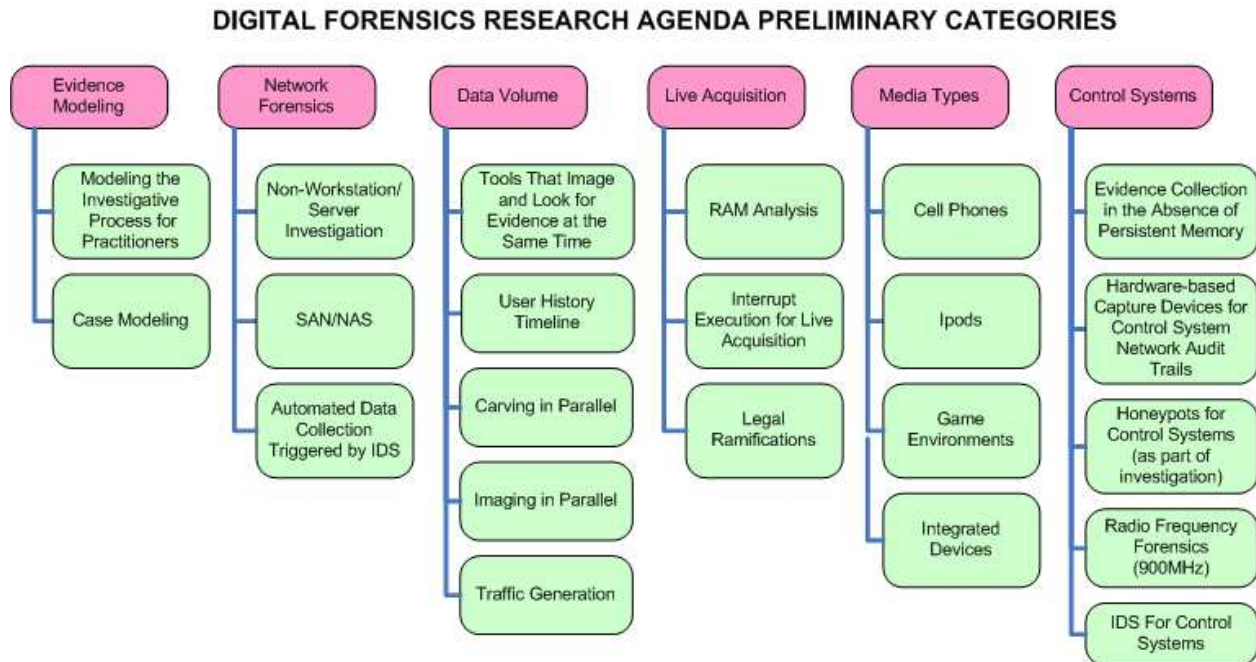 DIGITAL FORENSICS RESEARCH AGENDA PRELIMINARY CATEGORIES
Evidence
Modeling
Modeling the
Investigative
Process for
Practitioners
Case Modeling
Network
Forensics
Non-Workstation/
Server
Investigation
SAN/NAS
Automated Data
Collection
Triggered by IDS
Data Volume
Tools That Image
and Look for
Evidence at the
Same Time
User History
Timeline
Carving in Parallel
Imaging in Parallel
Traffic Generation
Live Acquisition
RAM Analysis
Interrupt
Execution for Live
Acquisition
Legal
Ramifications
Media Types
Cell Phones
Ipods
Game
Environments
Integrated
Devices
Control Systems
Evidence Collection
in the Absence of
Persistent Memory
Hardware-based
Capture Devices for
Control System
Network Audit
Trails
Honeypots for
Control Systems
(as part of
investigation)
Radio Frequency
Forensics
(900MHz)
IDS For Control
Systems